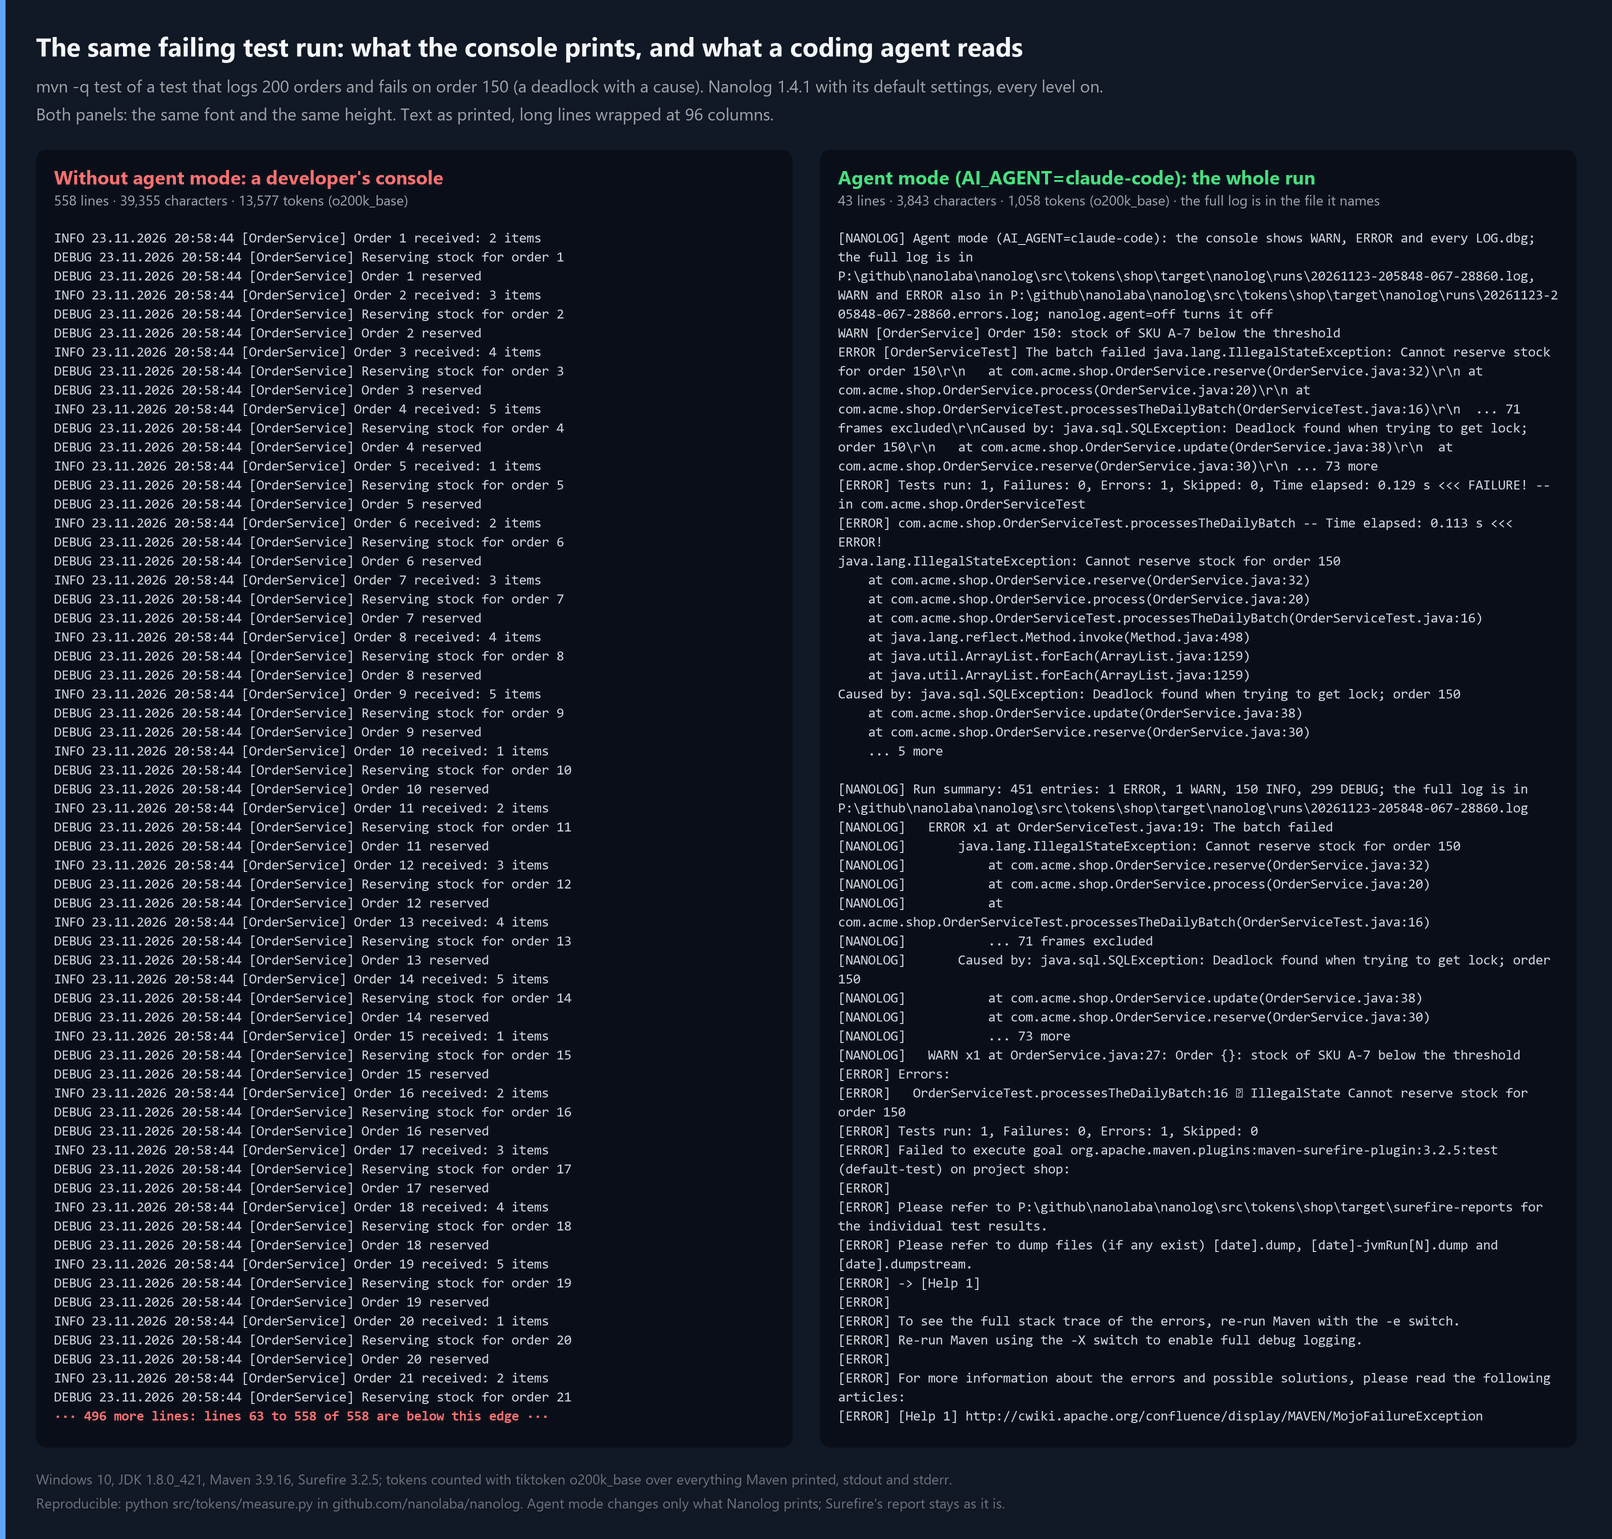 The same failing test run: what the console prints, and what a coding agent reads
mvn -q test of a test that logs 200 orders and fails on order 150 (a deadlock with a cause). Nanolog 1.4.1 with its default settings, every level on.
Both panels: the same font and the same height. Text as printed, long lines wrapped at 96 columns.
Without agent mode: a developer's console
558 lines · 39,355 characters · 13,577 tokens (o200k_base)
INFO 23.11.2026 20:58:44 [OrderService] Order 1 received: 2 items
DEBUG 23.11.2026 20:58:44 [OrderService] Reserving stock for order 1
DEBUG 23.11.2026 20:58:44 [OrderService] Order 1 reserved
INFO 23.11.2026 20:58:44 [OrderService] Order 2 received: 3 items
DEBUG 23.11.2026 20:58:44 [OrderService] Reserving stock for order 2
DEBUG 23.11.2026 20:58:44 [OrderService] Order 2 reserved
INFO 23.11.2026 20:58:44 [OrderService] Order 3 received: 4 items
DEBUG 23.11.2026 20:58:44 [OrderService] Reserving stock for order 3
DEBUG 23.11.2026 20:58:44 [OrderService] Order 3 reserved
INFO 23.11.2026 20:58:44 [OrderService] Order 4 received: 5 items
DEBUG 23.11.2026 20:58:44 [OrderService] Reserving stock for order 4
DEBUG 23.11.2026 20:58:44 [OrderService] Order 4 reserved
INFO 23.11.2026 20:58:44 [OrderService] Order 5 received: 1 items
DEBUG 23.11.2026 20:58:44 [OrderService] Reserving stock for order 5
DEBUG 23.11.2026 20:58:44 [OrderService] Order 5 reserved
INFO 23.11.2026 20:58:44 [OrderService] Order 6 received: 2 items
DEBUG 23.11.2026 20:58:44 [OrderService] Reserving stock for order 6
DEBUG 23.11.2026 20:58:44 [OrderService] Order 6 reserved
INFO 23.11.2026 20:58:44 [OrderService] Order 7 received: 3 items
DEBUG 23.11.2026 20:58:44 [OrderService] Reserving stock for order 7
DEBUG 23.11.2026 20:58:44 [OrderService] Order 7 reserved
INFO 23.11.2026 20:58:44 [OrderService] Order 8 received: 4 items
DEBUG 23.11.2026 20:58:44 [OrderService] Reserving stock for order 8
DEBUG 23.11.2026 20:58:44 [OrderService] Order 8 reserved
INFO 23.11.2026 20:58:44 [OrderService] Order 9 received: 5 items
DEBUG 23.11.2026 20:58:44 [OrderService] Reserving stock for order 9
DEBUG 23.11.2026 20:58:44 [OrderService] Order 9 reserved
INFO 23.11.2026 20:58:44 [OrderService] Order 10 received: 1 items
DEBUG 23.11.2026 20:58:44 [OrderService] Reserving stock for order 10
DEBUG 23.11.2026 20:58:44 [OrderService] Order 10 reserved
INFO 23.11.2026 20:58:44 [OrderService] Order 11 received: 2 items
DEBUG 23.11.2026 20:58:44 [OrderService] Reserving stock for order 11
DEBUG 23.11.2026 20:58:44 [OrderService] Order 11 reserved
INFO 23.11.2026 20:58:44 [OrderService] Order 12 received: 3 items
DEBUG 23.11.2026 20:58:44 [OrderService] Reserving stock for order 12
DEBUG 23.11.2026 20:58:44 [OrderService] Order 12 reserved
INFO 23.11.2026 20:58:44 [OrderService] Order 13 received: 4 items
DEBUG 23.11.2026 20:58:44 [OrderService] Reserving stock for order 13
DEBUG 23.11.2026 20:58:44 [OrderService] Order 13 reserved
INFO 23.11.2026 20:58:44 [OrderService] Order 14 received: 5 items
DEBUG 23.11.2026 20:58:44 [OrderService] Reserving stock for order 14
DEBUG 23.11.2026 20:58:44 [OrderService] Order 14 reserved
INFO 23.11.2026 20:58:44 [OrderService] Order 15 received: 1 items
DEBUG 23.11.2026 20:58:44 [OrderService] Reserving stock for order 15
DEBUG 23.11.2026 20:58:44 [OrderService] Order 15 reserved
INFO 23.11.2026 20:58:44 [OrderService] Order 16 received: 2 items
DEBUG 23.11.2026 20:58:44 [OrderService] Reserving stock for order 16
DEBUG 23.11.2026 20:58:44 [OrderService] Order 16 reserved
INFO 23.11.2026 20:58:44 [OrderService] Order 17 received: 3 items
DEBUG 23.11.2026 20:58:44 [OrderService] Reserving stock for order 17
DEBUG 23.11.2026 20:58:44 [OrderService] Order 17 reserved
INFO 23.11.2026 20:58:44 [OrderService] Order 18 received: 4 items
DEBUG 23.11.2026 20:58:44 [OrderService] Reserving stock for order 18
DEBUG 23.11.2026 20:58:44 [OrderService] Order 18 reserved
INFO 23.11.2026 20:58:44 [OrderService] Order 19 received: 5 items
DEBUG 23.11.2026 20:58:44 [OrderService] Reserving stock for order 19
DEBUG 23.11.2026 20:58:44 [OrderService] Order 19 reserved
INFO 23.11.2026 20:58:44 [OrderService] Order 20 received: 1 items
DEBUG 23.11.2026 20:58:44 [OrderService] Reserving stock for order 20
DEBUG 23.11.2026 20:58:44 [OrderService] Order 20 reserved
INFO 23.11.2026 20:58:44 [OrderService] Order 21 received: 2 items
DEBUG 23.11.2026 20:58:44 [OrderService] Reserving stock for order 21
··· 496 more lines: lines 63 to 558 of 558 are below this edge ···
Agent mode (AI_AGENT=claude-code): the whole run
43 lines · 3,843 characters · 1,058 tokens (o200k_base) · the full log is in the file it names
[NANOLOG] Agent mode (AI_AGENT=claude-code): the console shows WARN, ERROR and every LOG.dbg;
the full log is in
P:\github\nanolaba\nanolog\src\tokens\shop\target\nanolog\runs\20261123-205848-067-28860.log,
WARN and ERROR also in P:\github\nanolaba\nanolog\src\tokens\shop\target\nanolog\runs\20261123-2
05848-067-28860.errors.log; nanolog.agent=off turns it off
WARN [OrderService] Order 150: stock of SKU A-7 below the threshold
ERROR [OrderServiceTest] The batch failed java.lang.IllegalStateException: Cannot reserve stock
for order 150\r\n   at com.acme.shop.OrderService.reserve(OrderService.java:32)\r\n at
com.acme.shop.OrderService.process(OrderService.java:20)\r\n at
com.acme.shop.OrderServiceTest.processesTheDailyBatch(OrderServiceTest.java:16)\r\n  ... 71
frames excluded\r\nCaused by: java.sql.SQLException: Deadlock found when trying to get lock;
order 150\r\n   at com.acme.shop.OrderService.update(OrderService.java:38)\r\n  at
com.acme.shop.OrderService.reserve(OrderService.java:30)\r\n ... 73 more
[ERROR] Tests run: 1, Failures: 0, Errors: 1, Skipped: 0, Time elapsed: 0.129 s <<< FAILURE! --
in com.acme.shop.OrderServiceTest
[ERROR] com.acme.shop.OrderServiceTest.processesTheDailyBatch -- Time elapsed: 0.113 s <<<
ERROR!
java.lang.IllegalStateException: Cannot reserve stock for order 150
    at com.acme.shop.OrderService.reserve(OrderService.java:32)
    at com.acme.shop.OrderService.process(OrderService.java:20)
    at com.acme.shop.OrderServiceTest.processesTheDailyBatch(OrderServiceTest.java:16)
    at java.lang.reflect.Method.invoke(Method.java:498)
    at java.util.ArrayList.forEach(ArrayList.java:1259)
    at java.util.ArrayList.forEach(ArrayList.java:1259)
Caused by: java.sql.SQLException: Deadlock found when trying to get lock; order 150
    at com.acme.shop.OrderService.update(OrderService.java:38)
    at com.acme.shop.OrderService.reserve(OrderService.java:30)
    ... 5 more
[NANOLOG] Run summary: 451 entries: 1 ERROR, 1 WARN, 150 INFO, 299 DEBUG; the full log is in
P:\github\nanolaba\nanolog\src\tokens\shop\target\nanolog\runs\20261123-205848-067-28860.log
[NANOLOG]   ERROR x1 at OrderServiceTest.java:19: The batch failed
[NANOLOG]       java.lang.IllegalStateException: Cannot reserve stock for order 150
[NANOLOG]           at com.acme.shop.OrderService.reserve(OrderService.java:32)
[NANOLOG]           at com.acme.shop.OrderService.process(OrderService.java:20)
[NANOLOG]           at
com.acme.shop.OrderServiceTest.processesTheDailyBatch(OrderServiceTest.java:16)
[NANOLOG]           ... 71 frames excluded
[NANOLOG]       Caused by: java.sql.SQLException: Deadlock found when trying to get lock; order
150
[NANOLOG]           at com.acme.shop.OrderService.update(OrderService.java:38)
[NANOLOG]           at com.acme.shop.OrderService.reserve(OrderService.java:30)
[NANOLOG]           ... 73 more
[NANOLOG]   WARN x1 at OrderService.java:27: Order {}: stock of SKU A-7 below the threshold
[ERROR] Errors:
[ERROR]   OrderServiceTest.processesTheDailyBatch:16 � IllegalState Cannot reserve stock for
order 150
[ERROR] Tests run: 1, Failures: 0, Errors: 1, Skipped: 0
[ERROR] Failed to execute goal org.apache.maven.plugins:maven-surefire-plugin:3.2.5:test
(default-test) on project shop:
[ERROR]
[ERROR] Please refer to P:\github\nanolaba\nanolog\src\tokens\shop\target\surefire-reports for
the individual test results.
[ERROR] Please refer to dump files (if any exist) [date].dump, [date]-jvmRun[N].dump and
[date].dumpstream.
[ERROR] -> [Help 1]
[ERROR]
[ERROR] To see the full stack trace of the errors, re-run Maven with the -e switch.
[ERROR] Re-run Maven using the -X switch to enable full debug logging.
[ERROR]
[ERROR] For more information about the errors and possible solutions, please read the following
articles:
[ERROR] [Help 1] http://cwiki.apache.org/confluence/display/MAVEN/MojoFailureException
Windows 10, JDK 1.8.0_421, Maven 3.9.16, Surefire 3.2.5; tokens counted with tiktoken o200k_base over everything Maven printed, stdout and stderr.
Reproducible: python src/tokens/measure.py in github.com/nanolaba/nanolog. Agent mode changes only what Nanolog prints; Surefire's report stays as it is.